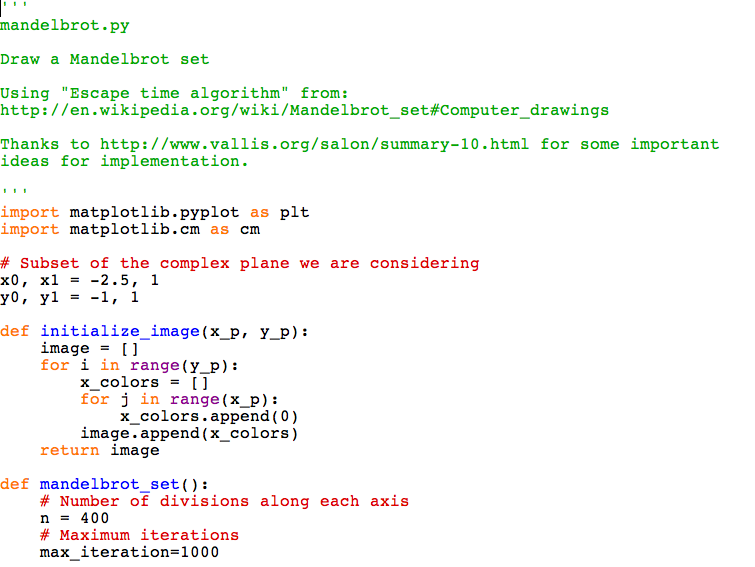 '''
mandelbrot.py
Draw a Mandelbrot set
Using "Escape time algorithm" from:
http://en.wikipedia.org/wiki/Mandelbrot_set#Computer_drawings
Thanks to http://www.vallis.org/salon/summary-10.html for some important
ideas for implementation.
'''
import matplotlib.pyplot as plt
import matplotlib.cm as cm
# Subset of the complex plane we are considering
x0, x1 = -2.5, 1
y0, y1 = -1, 1
def initialize_image(x_p, y_p):
    image = []
    for i in range(y_p):
        x_colors = []
        for j in range(x_p):
            x_colors.append(0)
        image.append(x_colors)
    return image
def mandelbrot_set():
    # Number of divisions along each axis
    n = 400
    # Maximum iterations
    max_iteration=1000